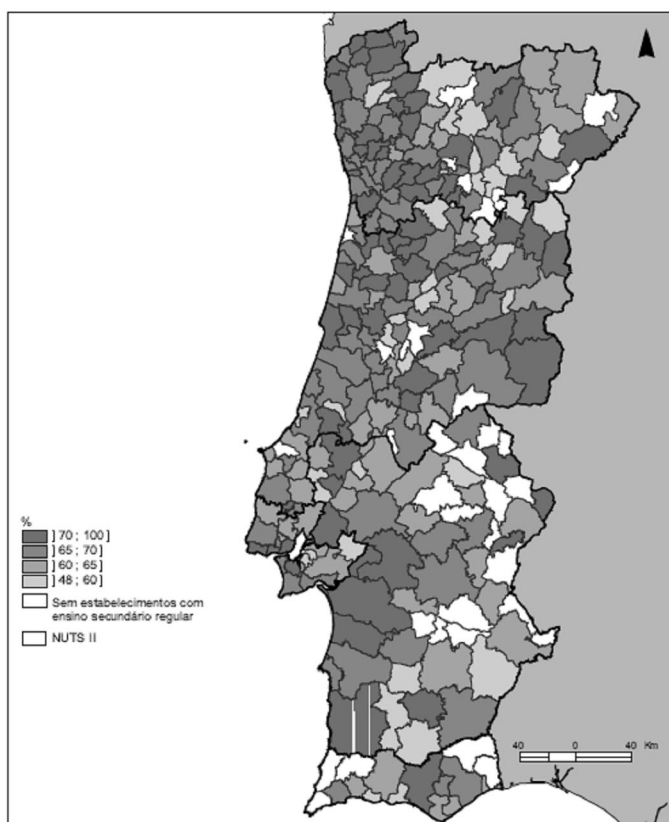 %
] 70 ; 100 ]
] 65 ; 70 ]
] 60 ; 65 ]
] 48 ; 60 ]
Sem estabelecimentos com
ensino secundário regular
NUTS II
40 0 40 Km